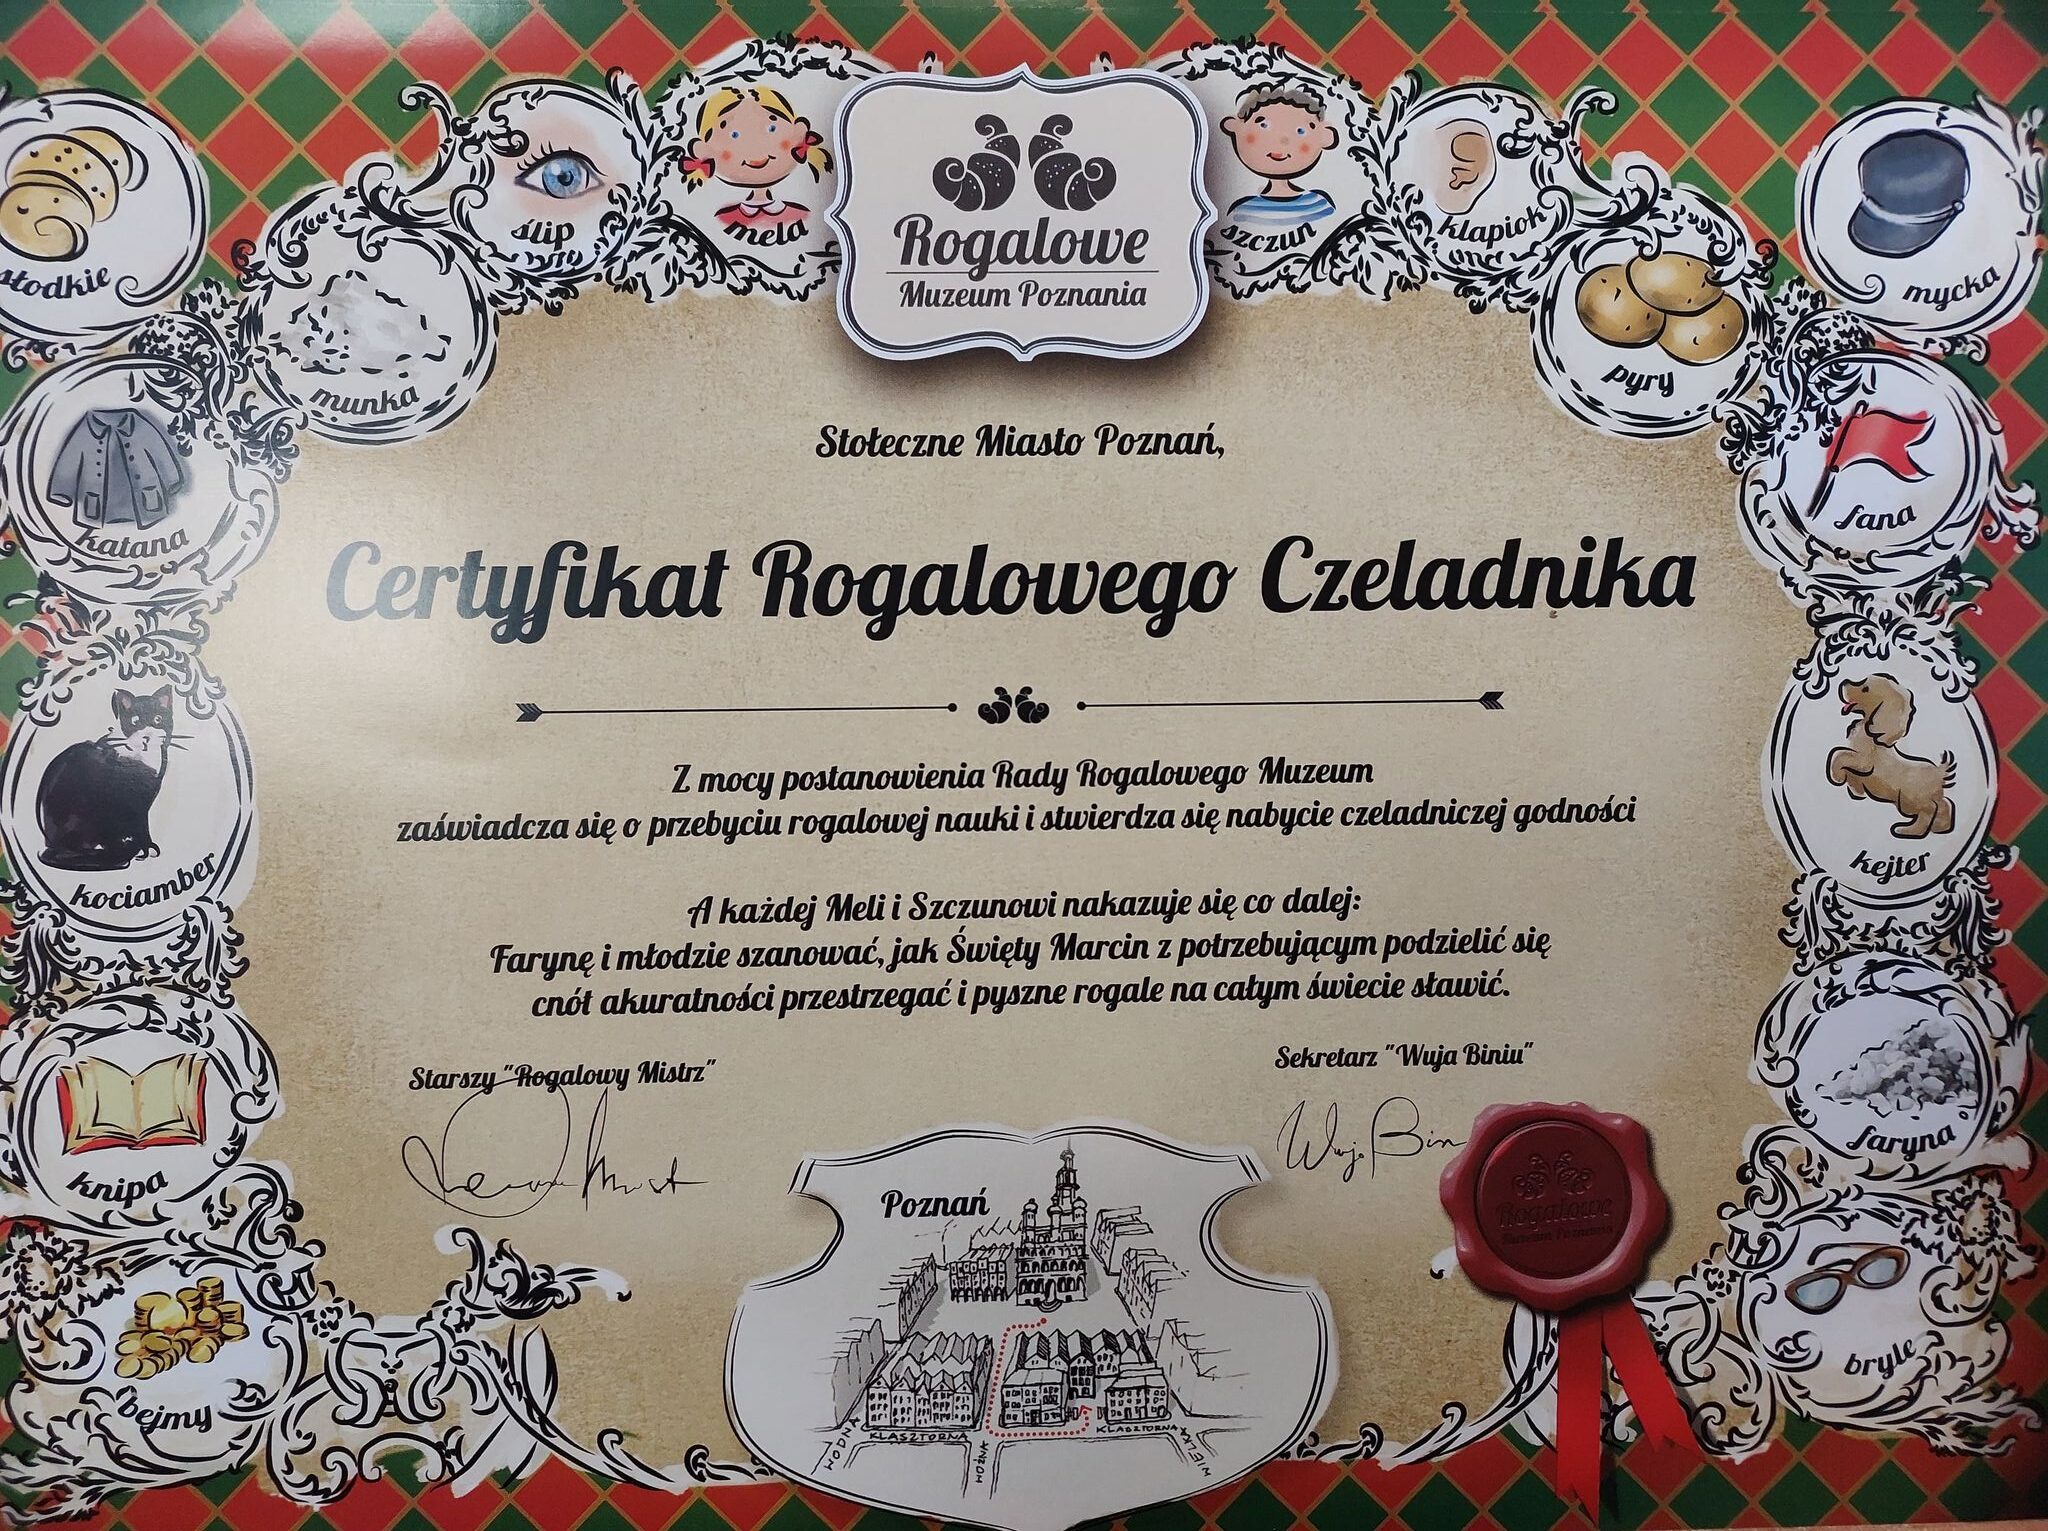 Rogalowe
Muzeum Poznania
słodkie
munka
ślip
mela
szczun
klapiok
pyry
mycka
katana
fana
kociamber
kejter
knipa
faryna
bejmy
bryle
Stołeczne Miasto Poznań,
Certyfikat Rogalowego Czeladnika
Z mocy postanowienia Rady Rogalowego Muzeum
zaświadcza się o przebyciu rogalowej nauki i stwierdza się nabycie czeladniczej godności
A każdej Meli i Szczunowi nakazuje się co dalej:
Farynę i młodzie szanować, jak Święty Marcin z potrzebującym podzielić się
cnót akuratności przestrzegać i pyszne rogale na całym świecie sławić.
Starszy "Rogalowy Mistrz"
Sekretarz "Wuja Biniu"
Rogalowe
Muzeum Poznania
Poznań
WODNA
KLASZTORNA
WOŹNA
KLASZTORNA
WIELKA